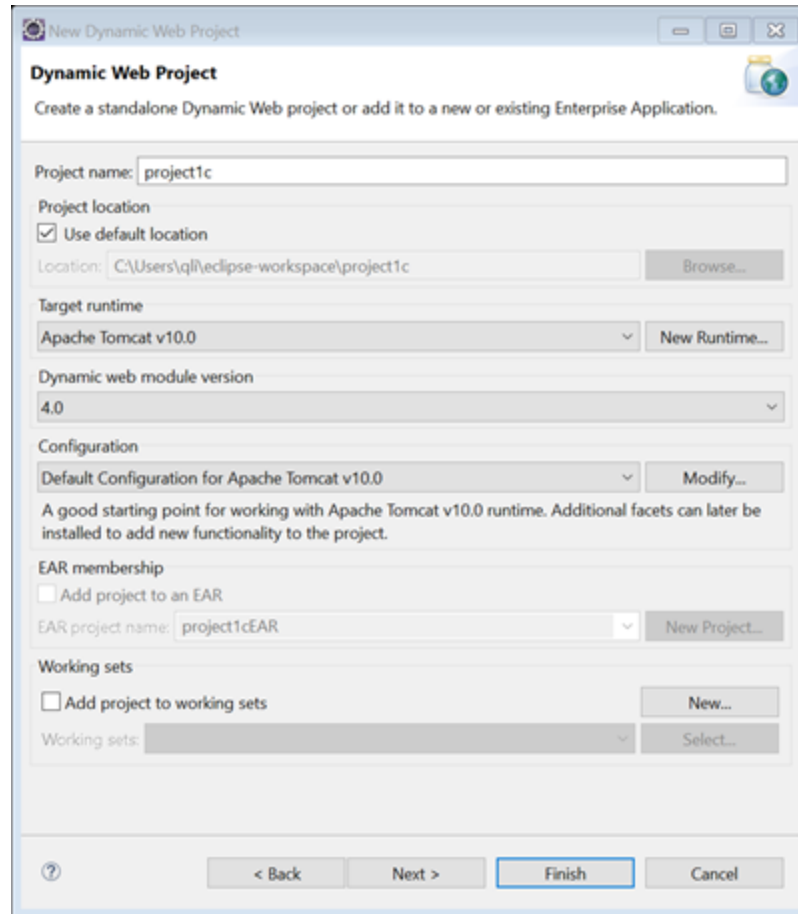 New Dynamic Web Project
Dynamic Web Project
Create a standalone Dynamic Web project or add it to a new or existing Enterprise Application.
Project name: project1c
Project location
Use default location
Location: C:\Users\qli\eclipse-workspace\project1c Browse...
Target runtime
Apache Tomcat v10.0 New Runtime...
Dynamic web module version
4.0
Configuration
Default Configuration for Apache Tomcat v10.0 Modify...
A good starting point for working with Apache Tomcat v10.0 runtime. Additional facets can later be
installed to add new functionality to the project.
EAR membership
Add project to an EAR
EAR project name: project1cEAR New Project...
Working sets
Add project to working sets New...
Working sets: Select...
? < Back Next > Finish Cancel